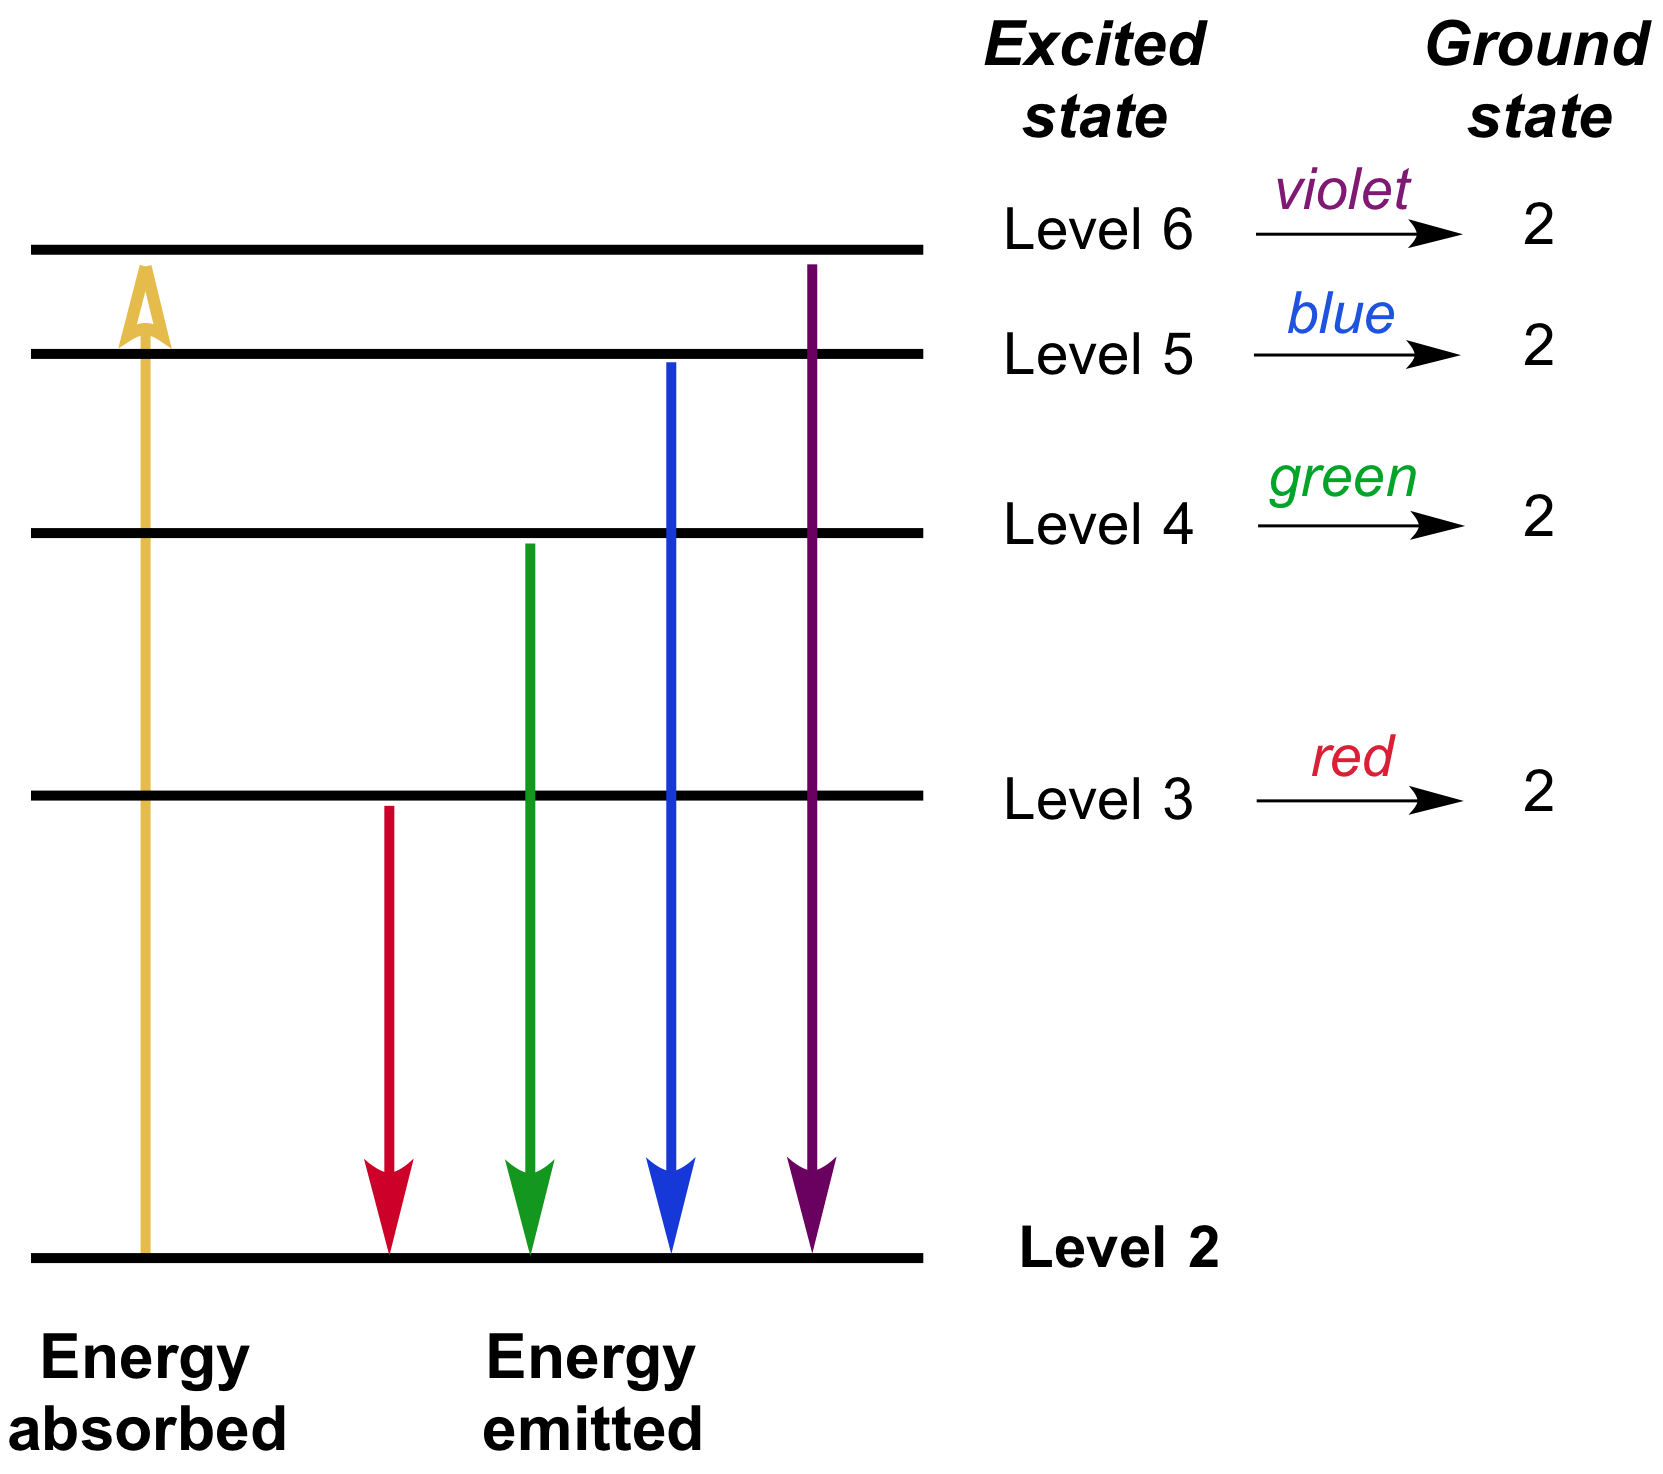 Excited Ground
state state
violet
Level 6 2
blue
Level 5 2
green
Level 4 2
red
Level 3 2
Level 2
Energy Energy
absorbed emitted